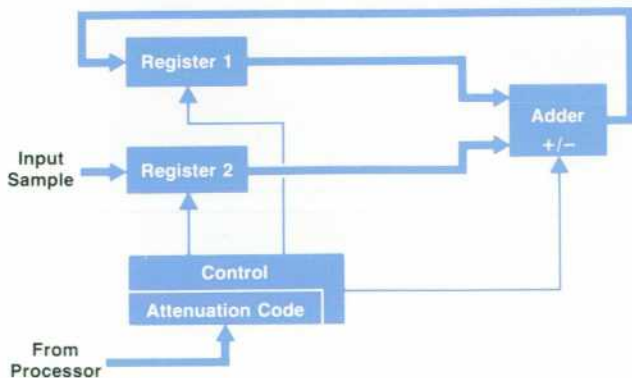 Register 1
Adder
+/−
Input
Sample
Register 2
Control
Attenuation Code
From
Processor